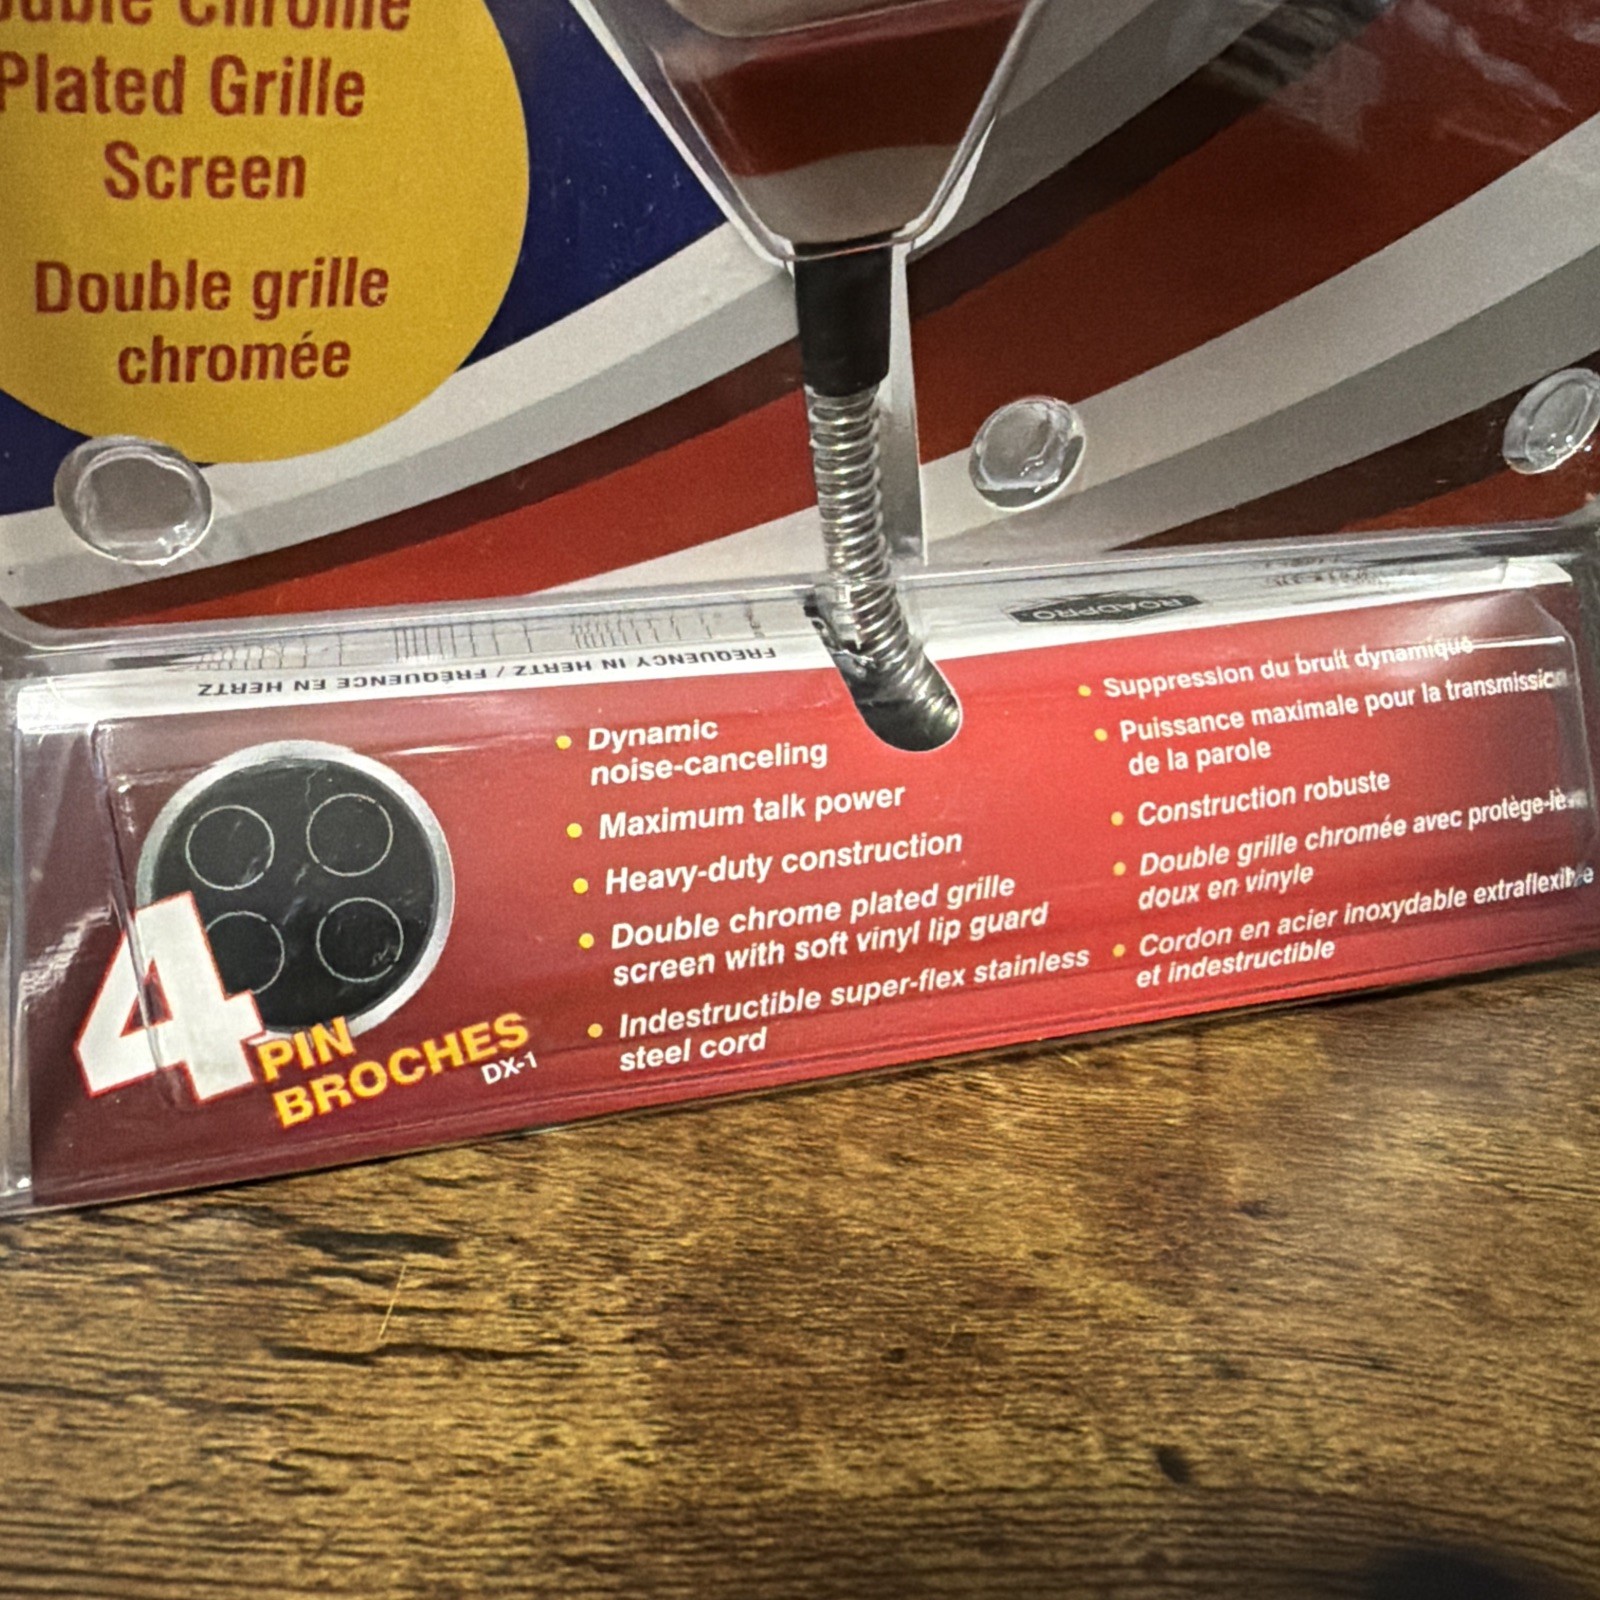 Double Chrome
Plated Grille
Screen
Double grille
chromée
FREQUENCY IN HERTZ / FRÉQUENCE EN HERTZ
ROADPRO
4
PIN
BROCHES
DX-1
• Dynamic
noise-canceling
• Maximum talk power
• Heavy-duty construction
• Double chrome plated grille
screen with soft vinyl lip guard
• Indestructible super-flex stainless
steel cord
• Suppression du bruit dynamique
• Puissance maximale pour la transmission
de la parole
• Construction robuste
• Double grille chromée avec protège-lè
doux en vinyle
• Cordon en acier inoxydable extraflexible
et indestructible